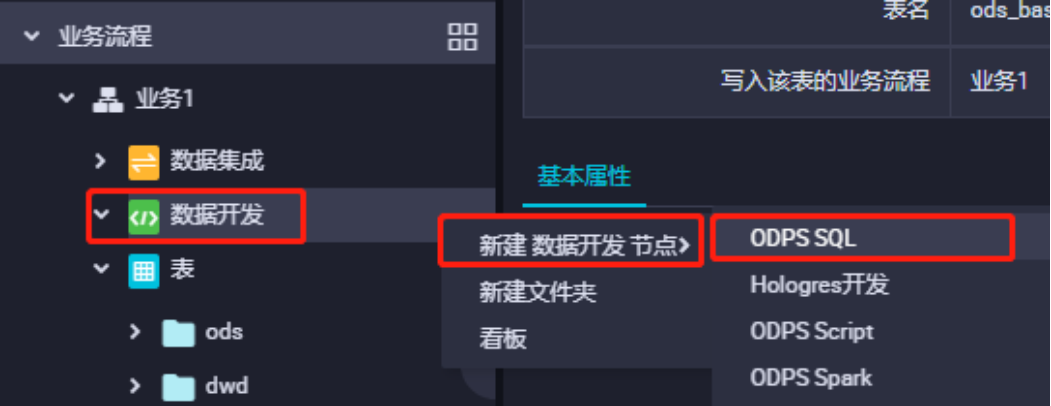 业务流程
业务1
数据集成
数据开发
表
ods
dwd
表名 ods_bas
写入该表的业务流程 业务1
基本属性
新建 数据开发 节点
新建文件夹
看板
ODPS SQL
Hologres开发
ODPS Script
ODPS Spark